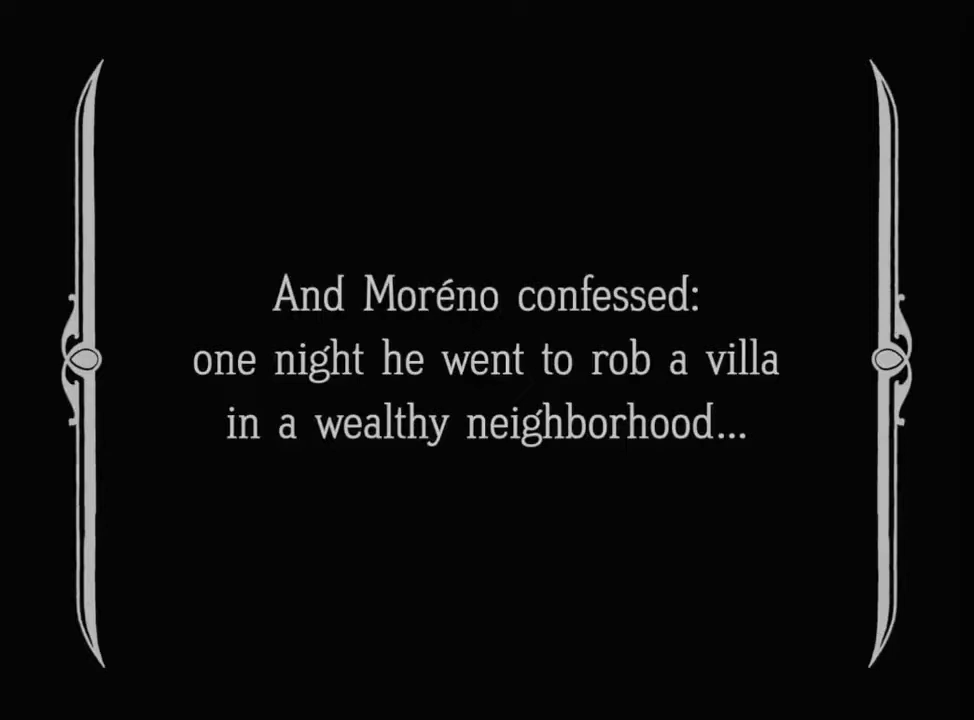 And Moréno confessed:
one night he went to rob a villa
in a wealthy neighborhood...